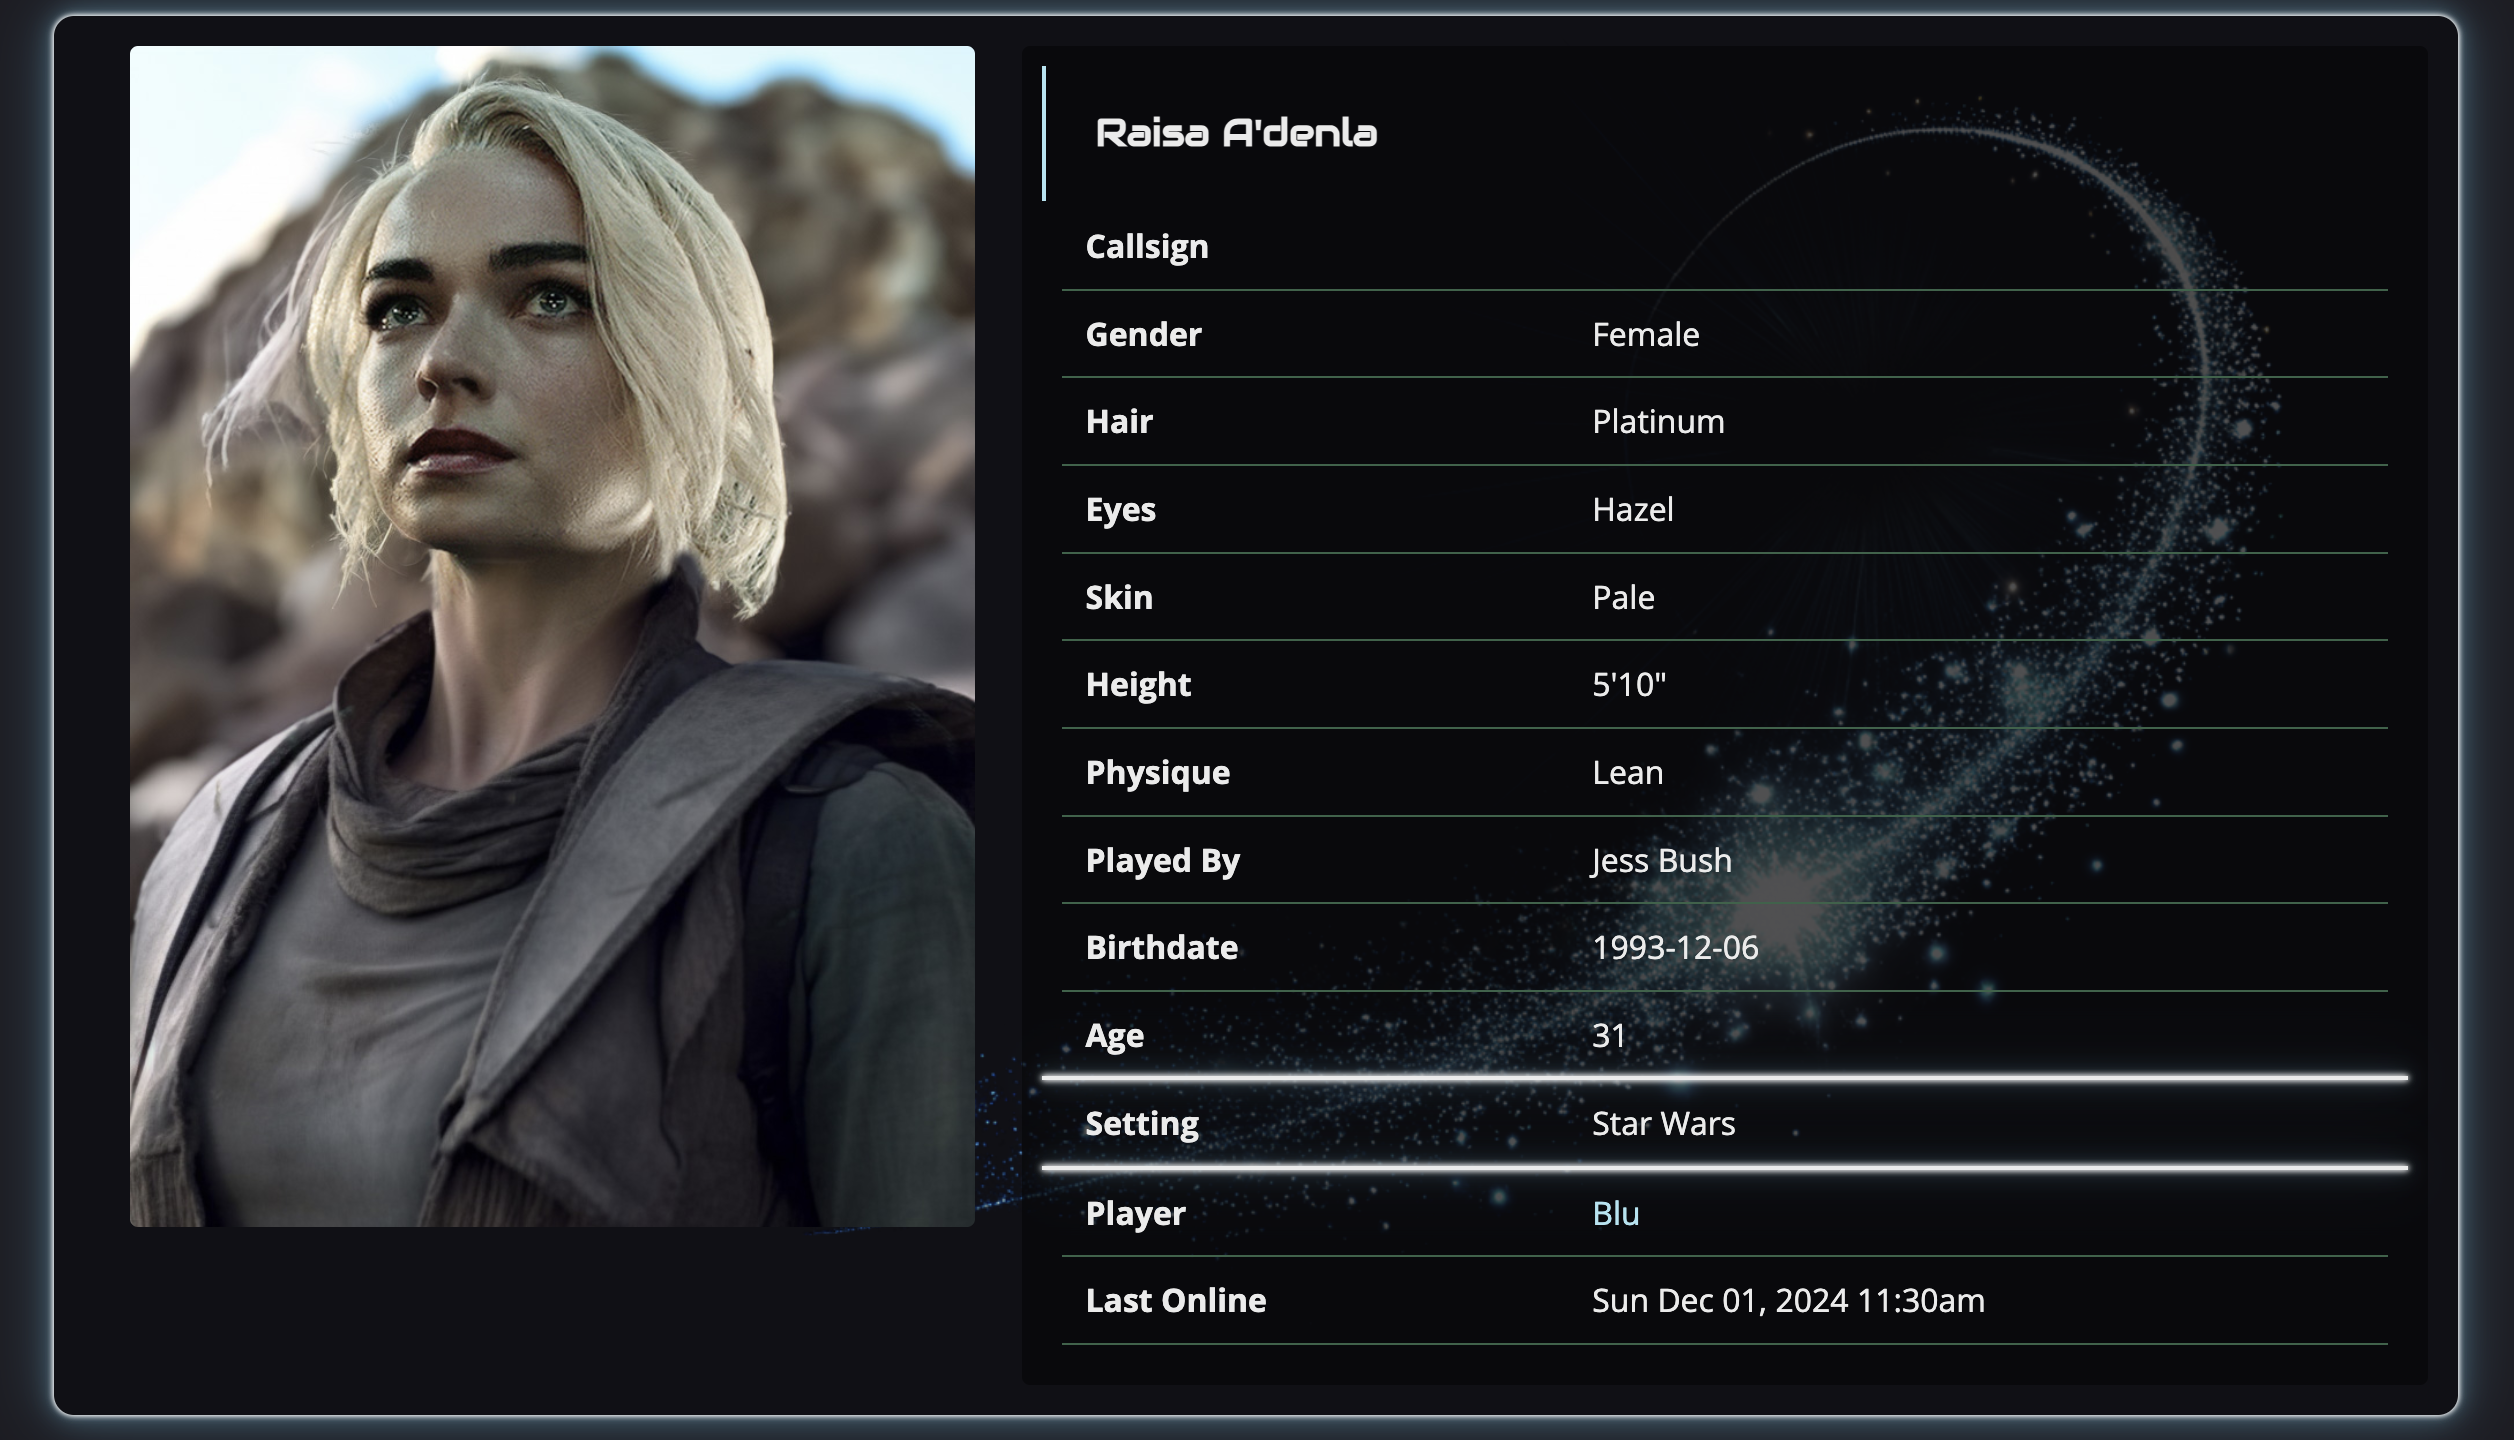 Raisa A'denla
Callsign
Gender Female
Hair Platinum
Eyes Hazel
Skin Pale
Height 5'10"
Physique Lean
Played By Jess Bush
Birthdate 1993-12-06
Age 31
Setting Star Wars
Player Blu
Last Online Sun Dec 01, 2024 11:30am